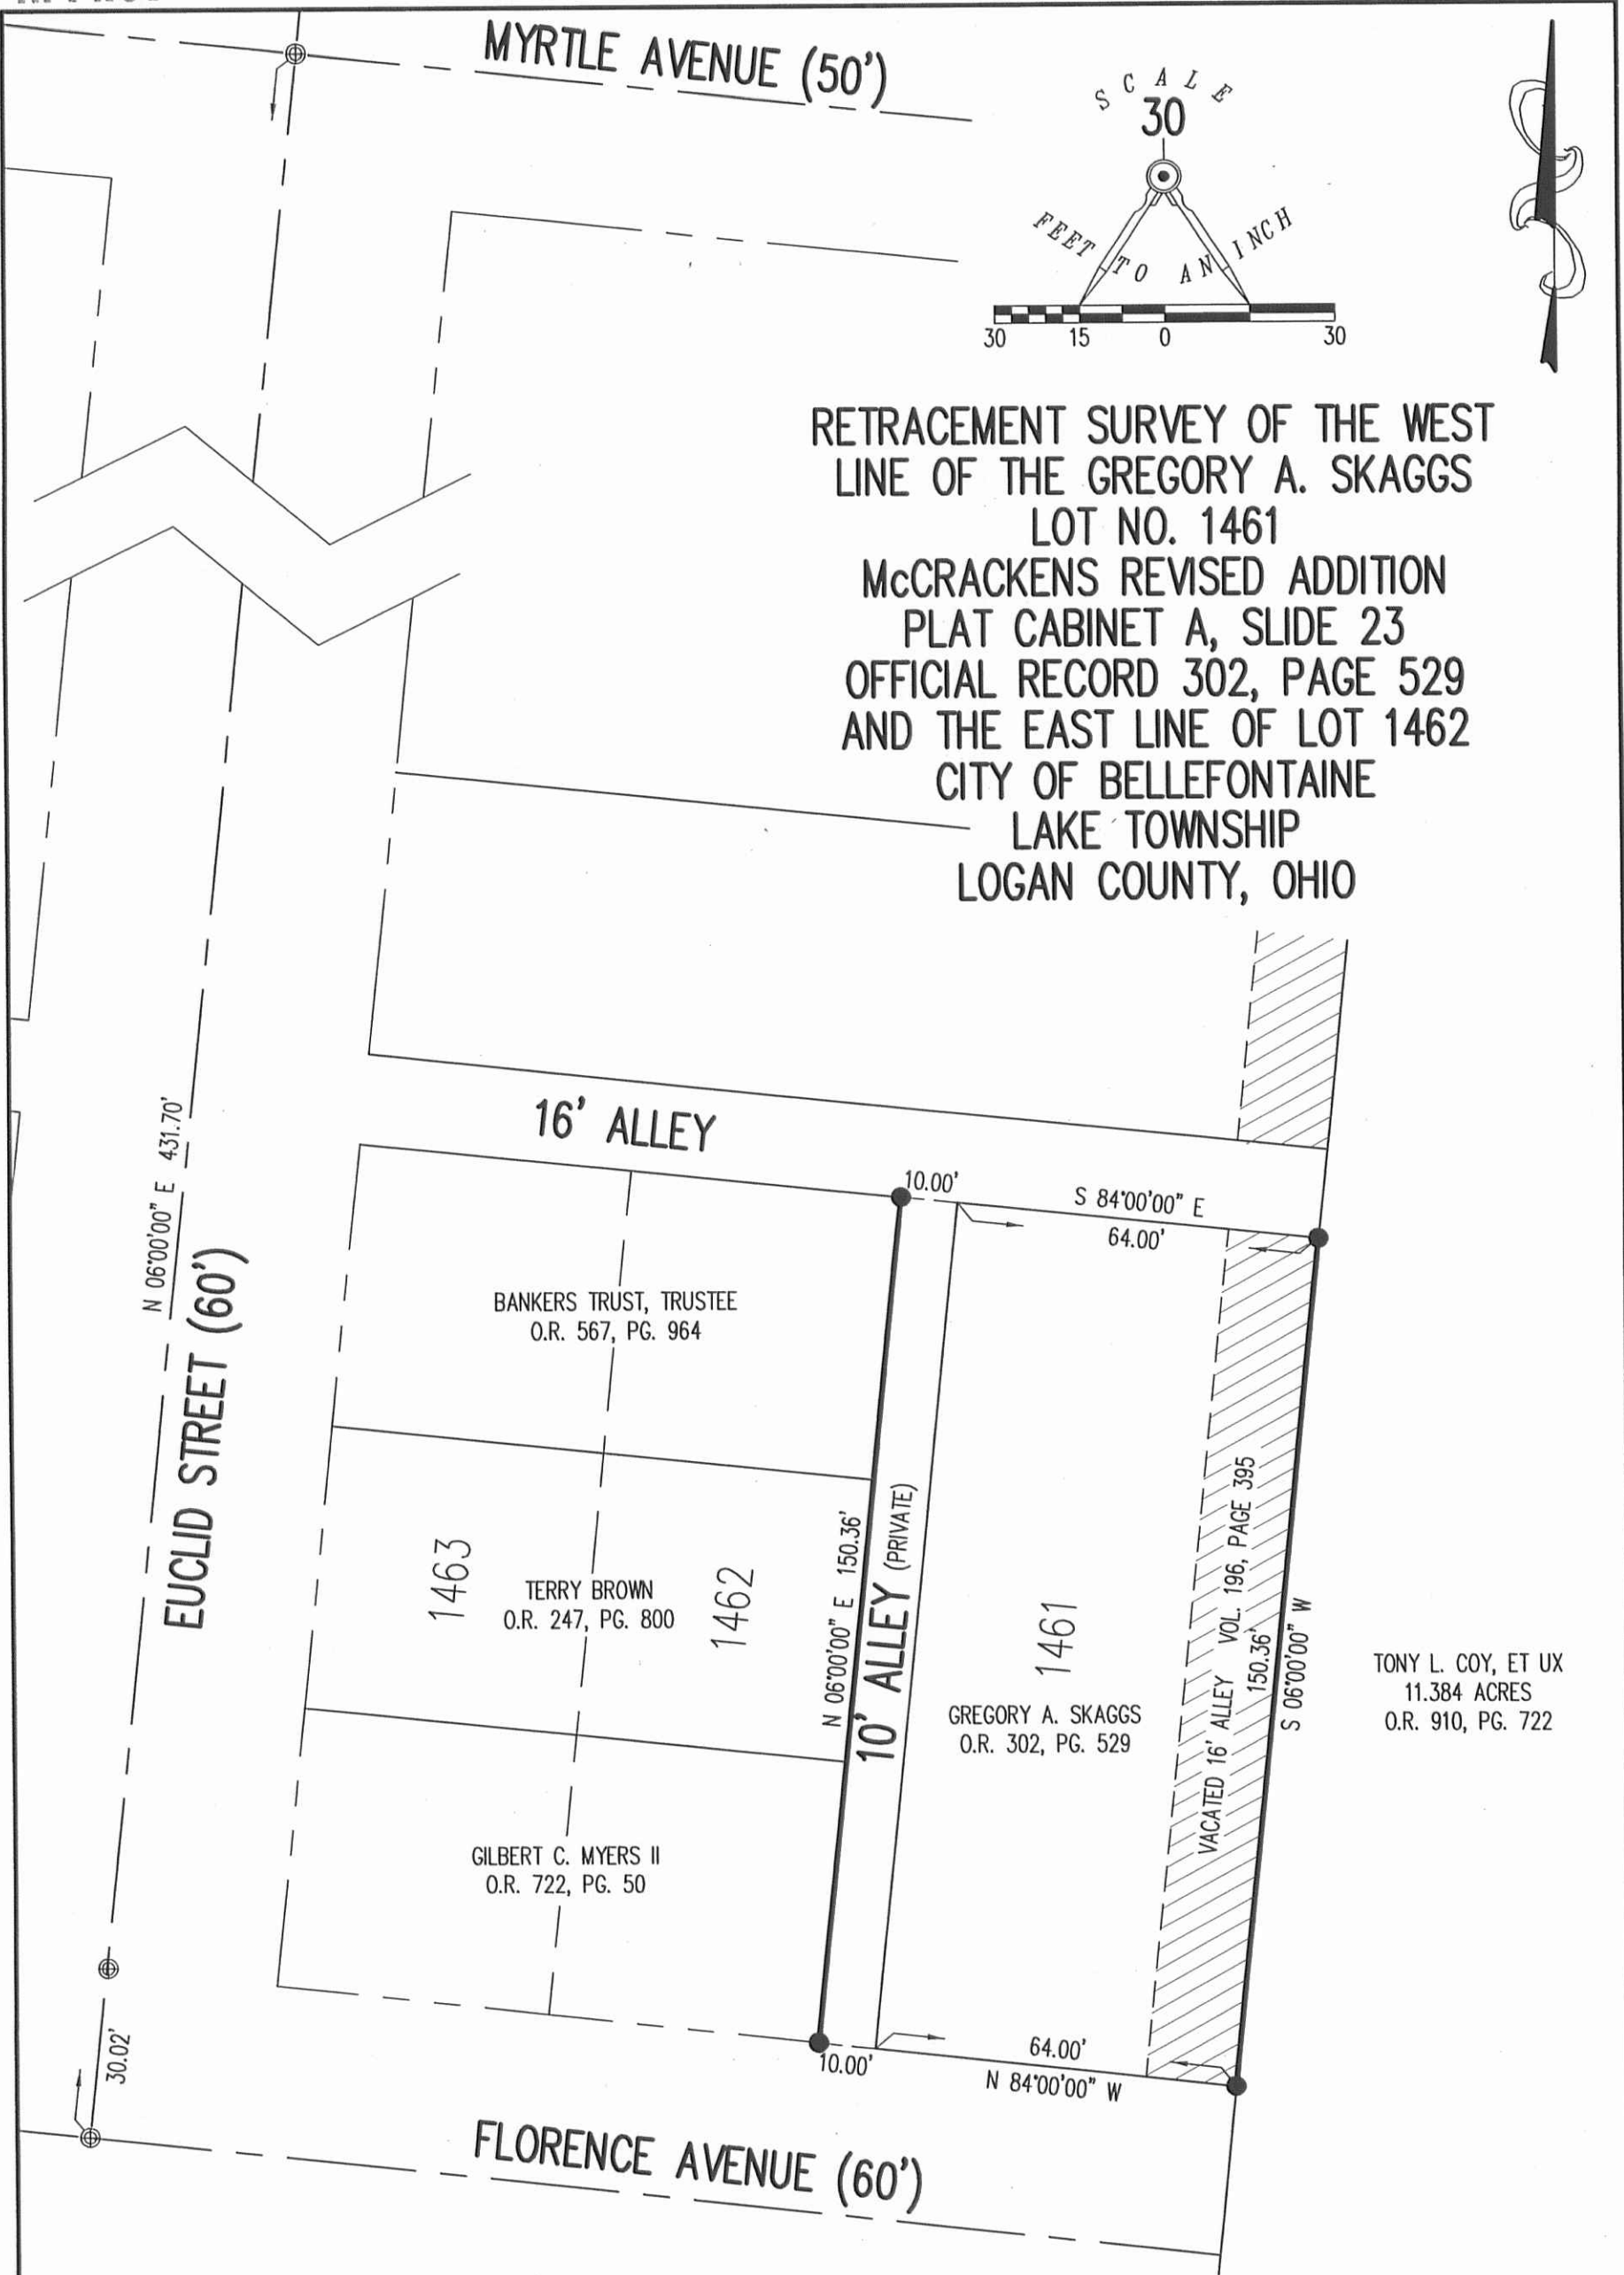 MYRTLE AVENUE (50')
SCALE
30
FEET TO AN INCH
30 15 0 30
RETRACEMENT SURVEY OF THE WEST
LINE OF THE GREGORY A. SKAGGS
LOT NO. 1461
McCRACKENS REVISED ADDITION
PLAT CABINET A, SLIDE 23
OFFICIAL RECORD 302, PAGE 529
AND THE EAST LINE OF LOT 1462
CITY OF BELLEFONTAINE
LAKE TOWNSHIP
LOGAN COUNTY, OHIO
N 06°00'00" E 431.70'
EUCLID STREET (60')
16' ALLEY
10.00'
S 84°00'00" E
64.00'
BANKERS TRUST, TRUSTEE
O.R. 567, PG. 964
1463
TERRY BROWN
O.R. 247, PG. 800
1462
N 06°00'00" E 150.36'
10' ALLEY (PRIVATE)
1461
GREGORY A. SKAGGS
O.R. 302, PG. 529
VACATED 16' ALLEY VOL. 196, PAGE 395
150.36'
S 06°00'00" W
TONY L. COY, ET UX
11.384 ACRES
O.R. 910, PG. 722
GILBERT C. MYERS II
O.R. 722, PG. 50
30.02'
10.00'
64.00'
N 84°00'00" W
FLORENCE AVENUE (60')